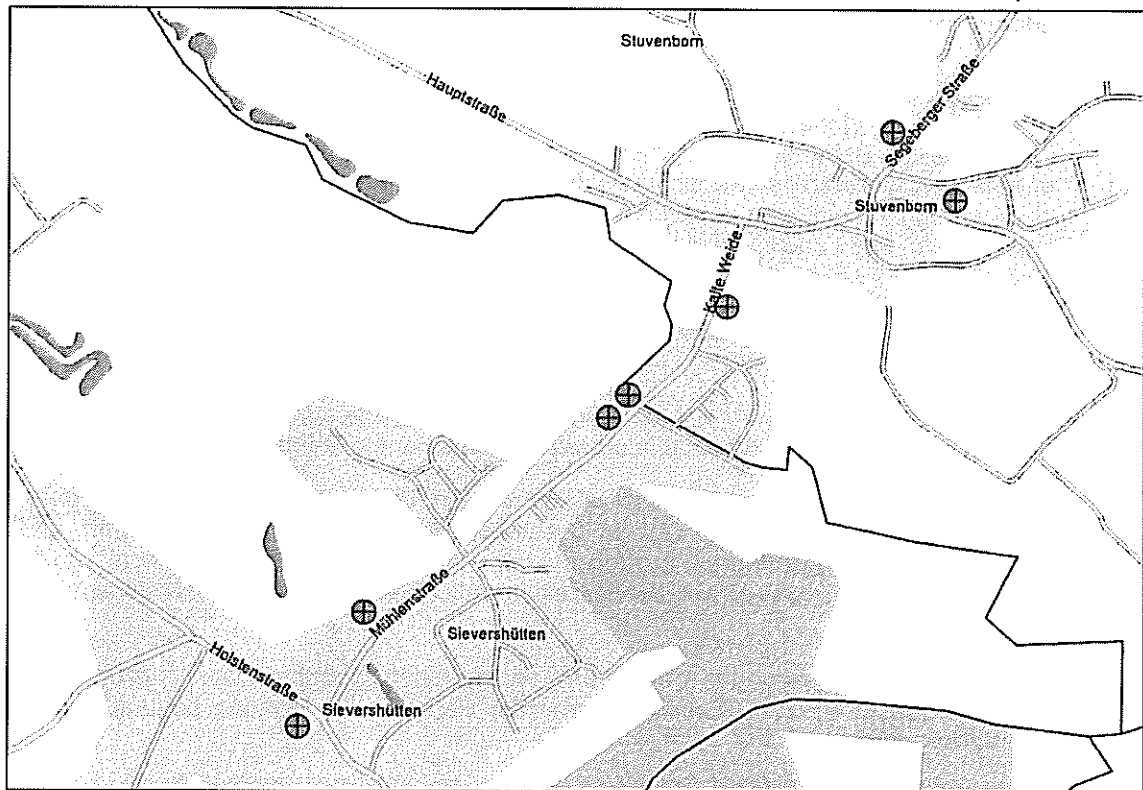 Stuvenborn
Hauptstraße
Segeberger Straße
Stuvenborn
Kalte Weide
Mühlenstraße
Sievershütten
Holstenstraße
Sievershütten